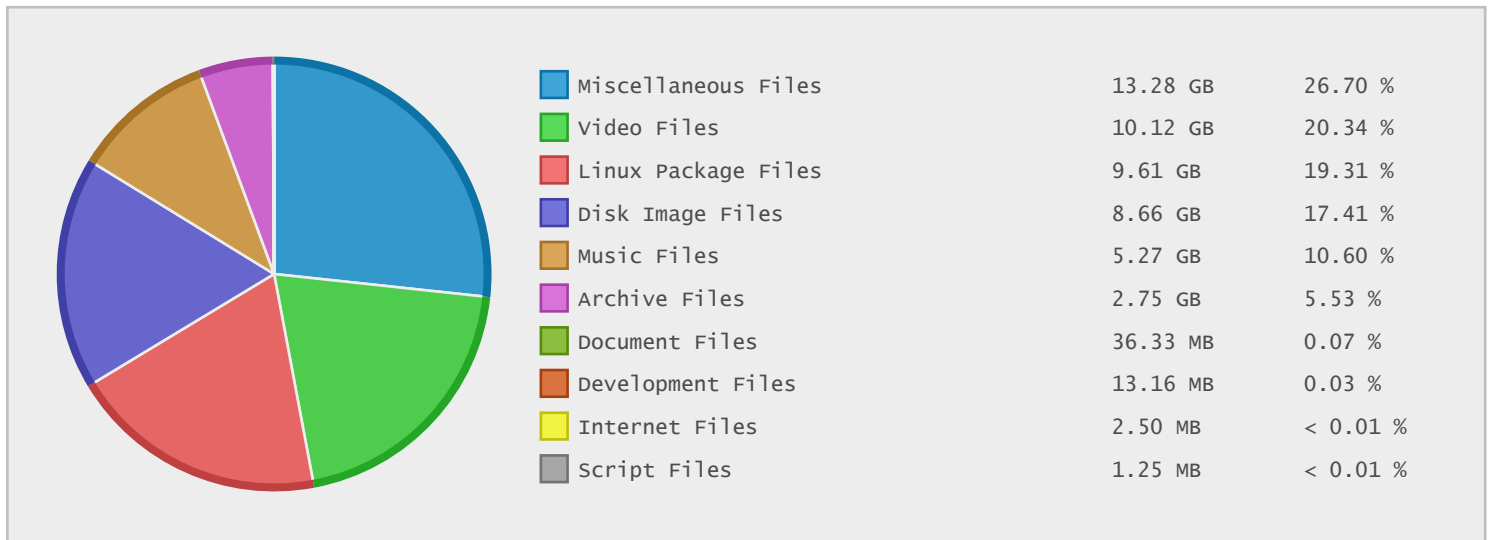 Miscellaneous Files 13.28 GB 26.70 %
Video Files 10.12 GB 20.34 %
Linux Package Files 9.61 GB 19.31 %
Disk Image Files 8.66 GB 17.41 %
Music Files 5.27 GB 10.60 %
Archive Files 2.75 GB 5.53 %
Document Files 36.33 MB 0.07 %
Development Files 13.16 MB 0.03 %
Internet Files 2.50 MB < 0.01 %
Script Files 1.25 MB < 0.01 %